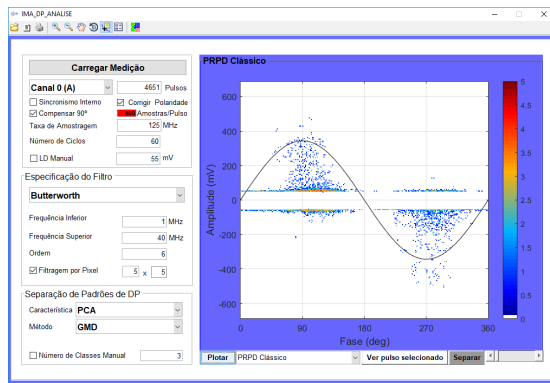 IMA_DP_ANALISE
Carregar Medição
Canal 0 (A) 4651 Pulsos
Sincronismo Interno Corrigir Polaridade
Compensar 90º Amostras/Pulso
Taxa de Amostragem 125 MHz
Número de Ciclos 60
LD Manual 55 mV
Especificação do Filtro
Butterworth
Frequência Inferior 1 MHz
Frequência Superior 40 MHz
Ordem 6
Filtragem por Pixel 5 x 5
Separação de Padrões de DP
Característica PCA
Método GMD
Número de Classes Manual 3
PRPD Clássico
600
400
200
0
-200
-400
-600
Amplitude (mV)
0 90 180 270 360
Fase (deg)
5
4.5
4
3.5
3
2.5
2
1.5
1
0.5
0
Plotar PRPD Clássico Ver pulso selecionado Separar